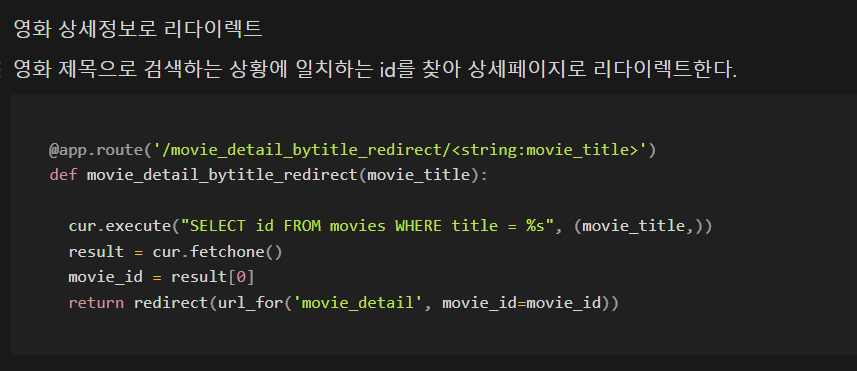 영화 상세정보로 리다이렉트
영화 제목으로 검색하는 상황에 일치하는 id를 찾아 상세페이지로 리다이렉트한다.
@app.route('/movie_detail_bytitle_redirect/<string:movie_title>')
def movie_detail_bytitle_redirect(movie_title):
  cur.execute("SELECT id FROM movies WHERE title = %s", (movie_title,))
  result = cur.fetchone()
  movie_id = result[0]
  return redirect(url_for('movie_detail', movie_id=movie_id))